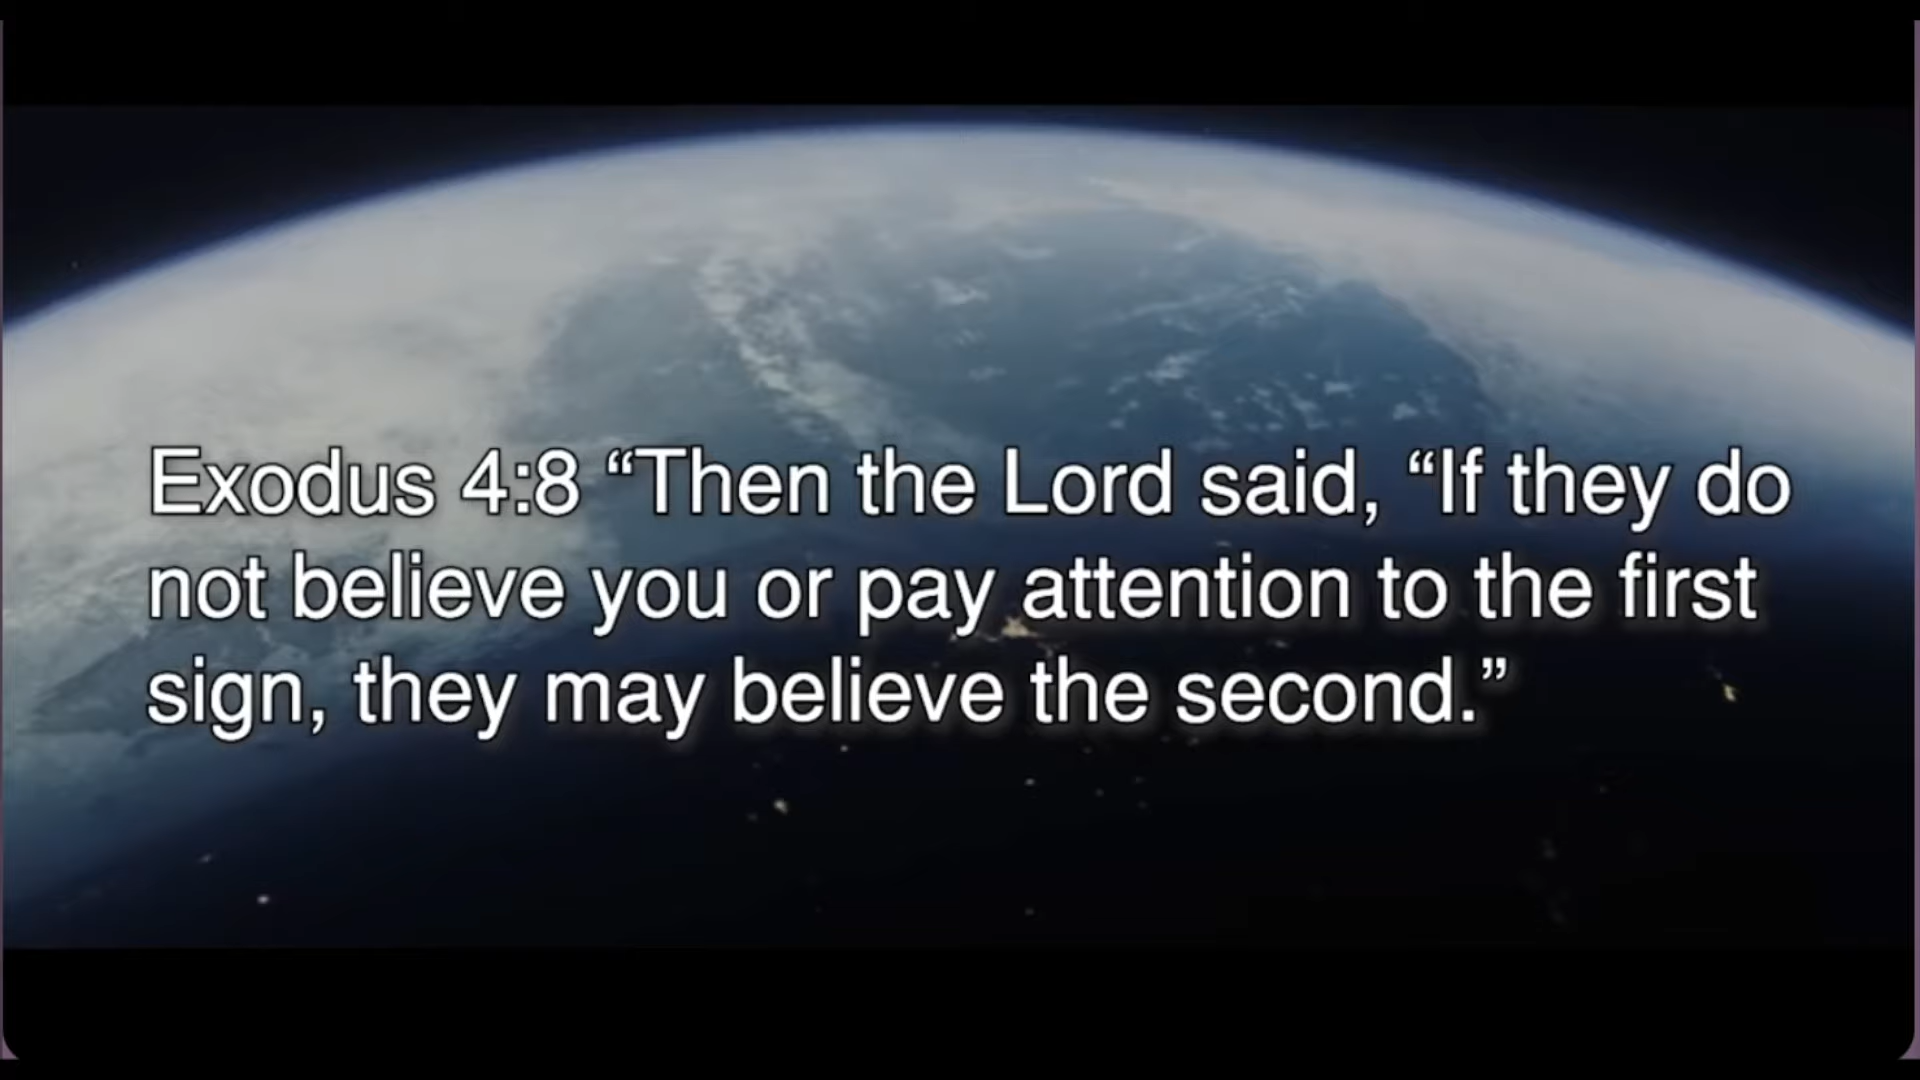 Exodus 4:8 “Then the Lord said, “If they do
not believe you or pay attention to the first
sign, they may believe the second.”